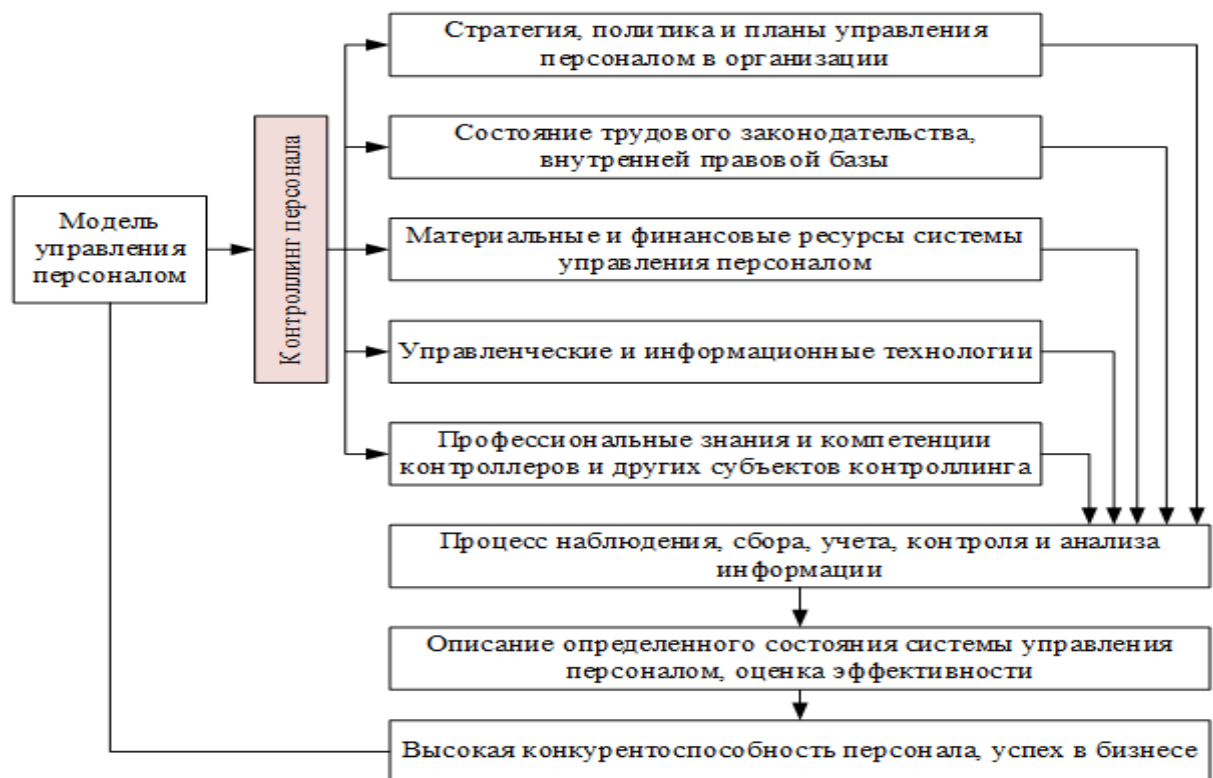 Стратегия, политика и планы управления
персоналом в организации
Состояние трудового законодательства,
внутренней правовой базы
Модель
управления
персоналом
Контроллинг персонала
Материальные и финансовые ресурсы системы
управления персоналом
Управленческие и информационные технологии
Профессиональные знания и компетенции
контроллеров и других субъектов контроллинга
Процесс наблюдения, сбора, учета, контроля и анализа
информации
Описание определенного состояния системы управления
персоналом, оценка эффективности
Высокая конкурентоспособность персонала, успех в бизнесе